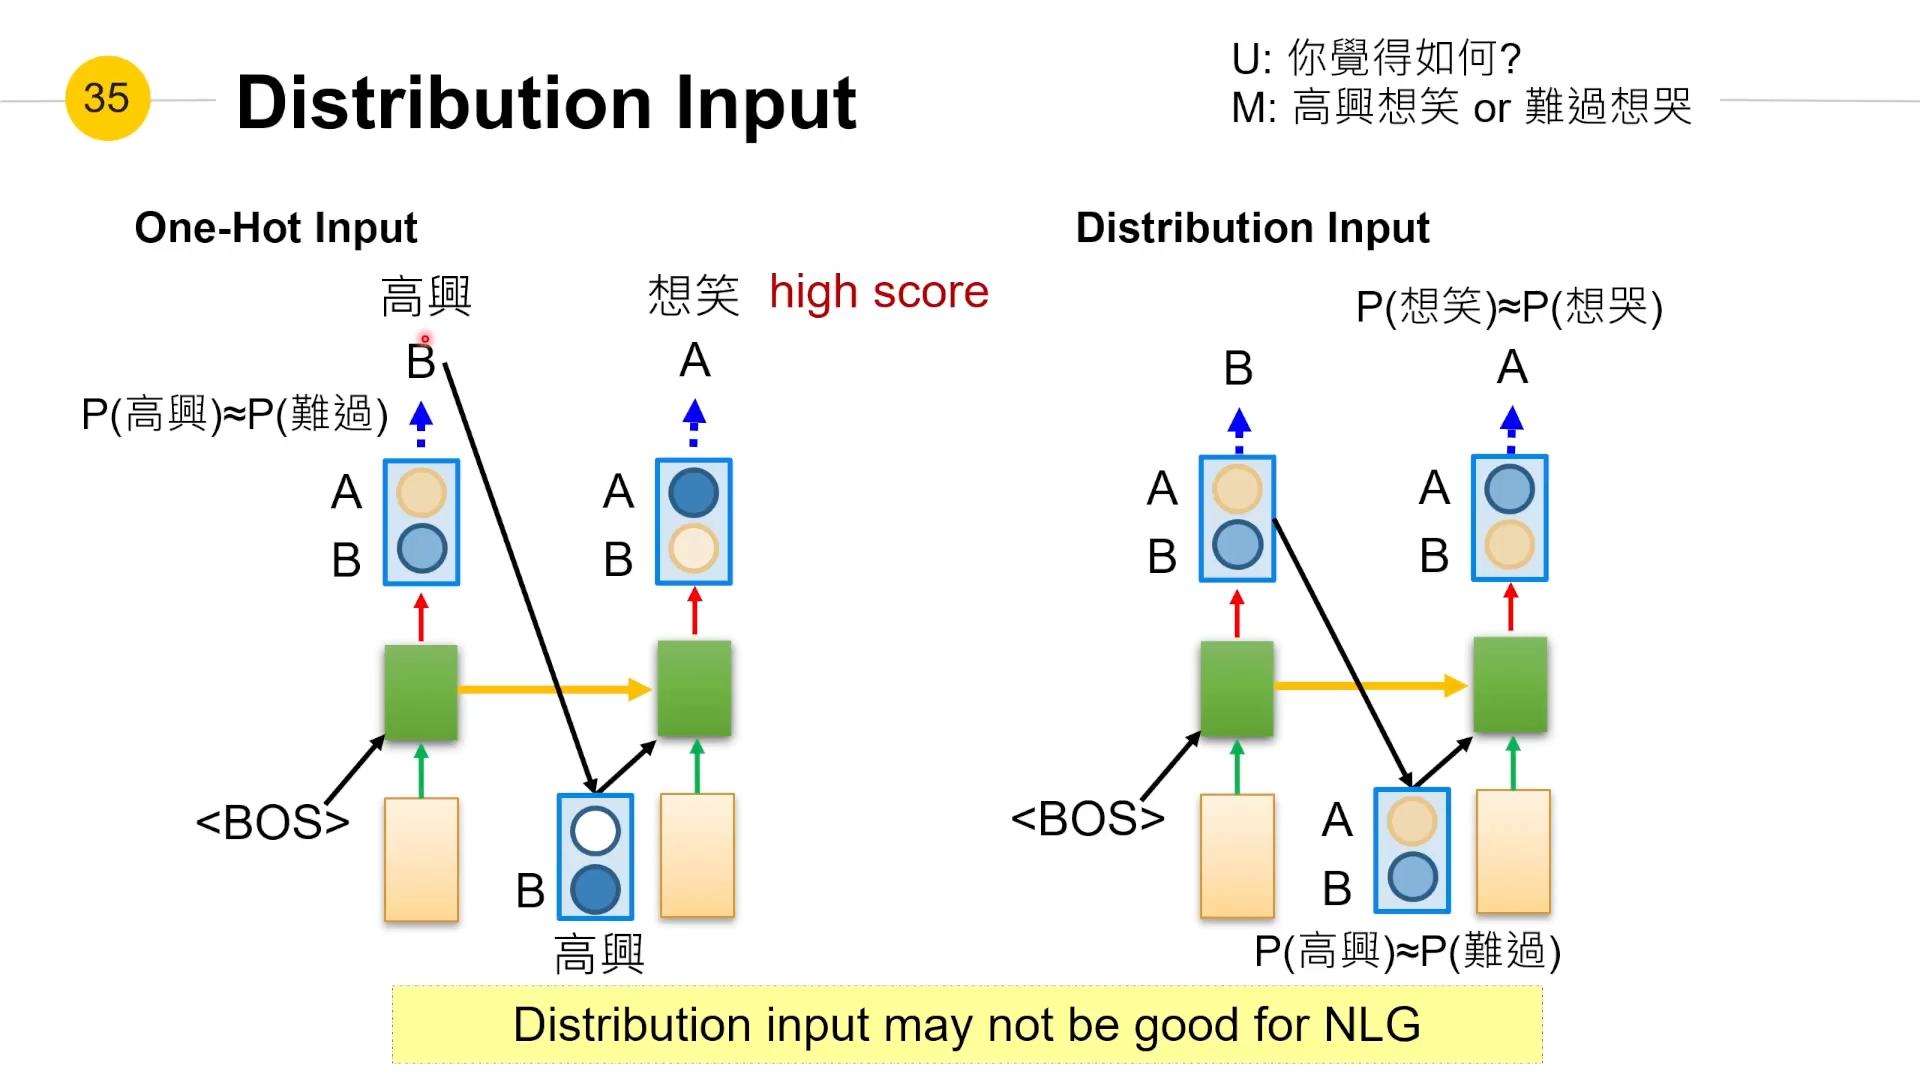 35
Distribution Input
U: 你覺得如何?
M: 高興想笑 or 難過想哭
One-Hot Input
高興
想笑 high score
B
A
P(高興)≈P(難過)
A
B
A
B
<BOS>
B
高興
Distribution Input
P(想笑)≈P(想哭)
B
A
A
B
A
B
<BOS>
A
B
P(高興)≈P(難過)
Distribution input may not be good for NLG